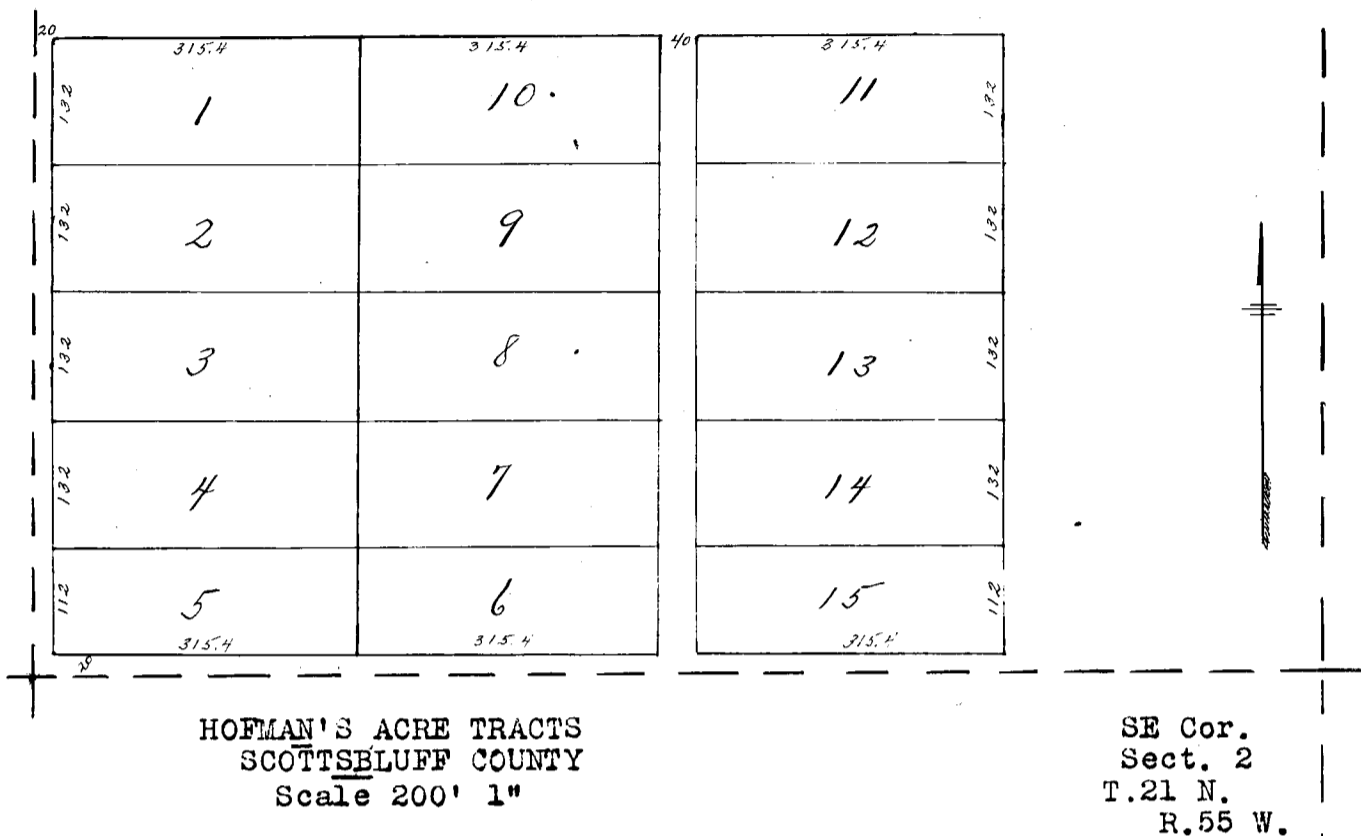 20 315.4 315.4 40 315.4
132 1 10 11 132
132 2 9 12 132
132 3 8 13 132
132 4 7 14 132
112 5 6 15 112
315.4 315.4 315.4
20
HOFMAN'S ACRE TRACTS
SCOTTSBLUFF COUNTY
Scale 200' 1"
SE Cor.
Sect. 2
T.21 N.
R.55 W.